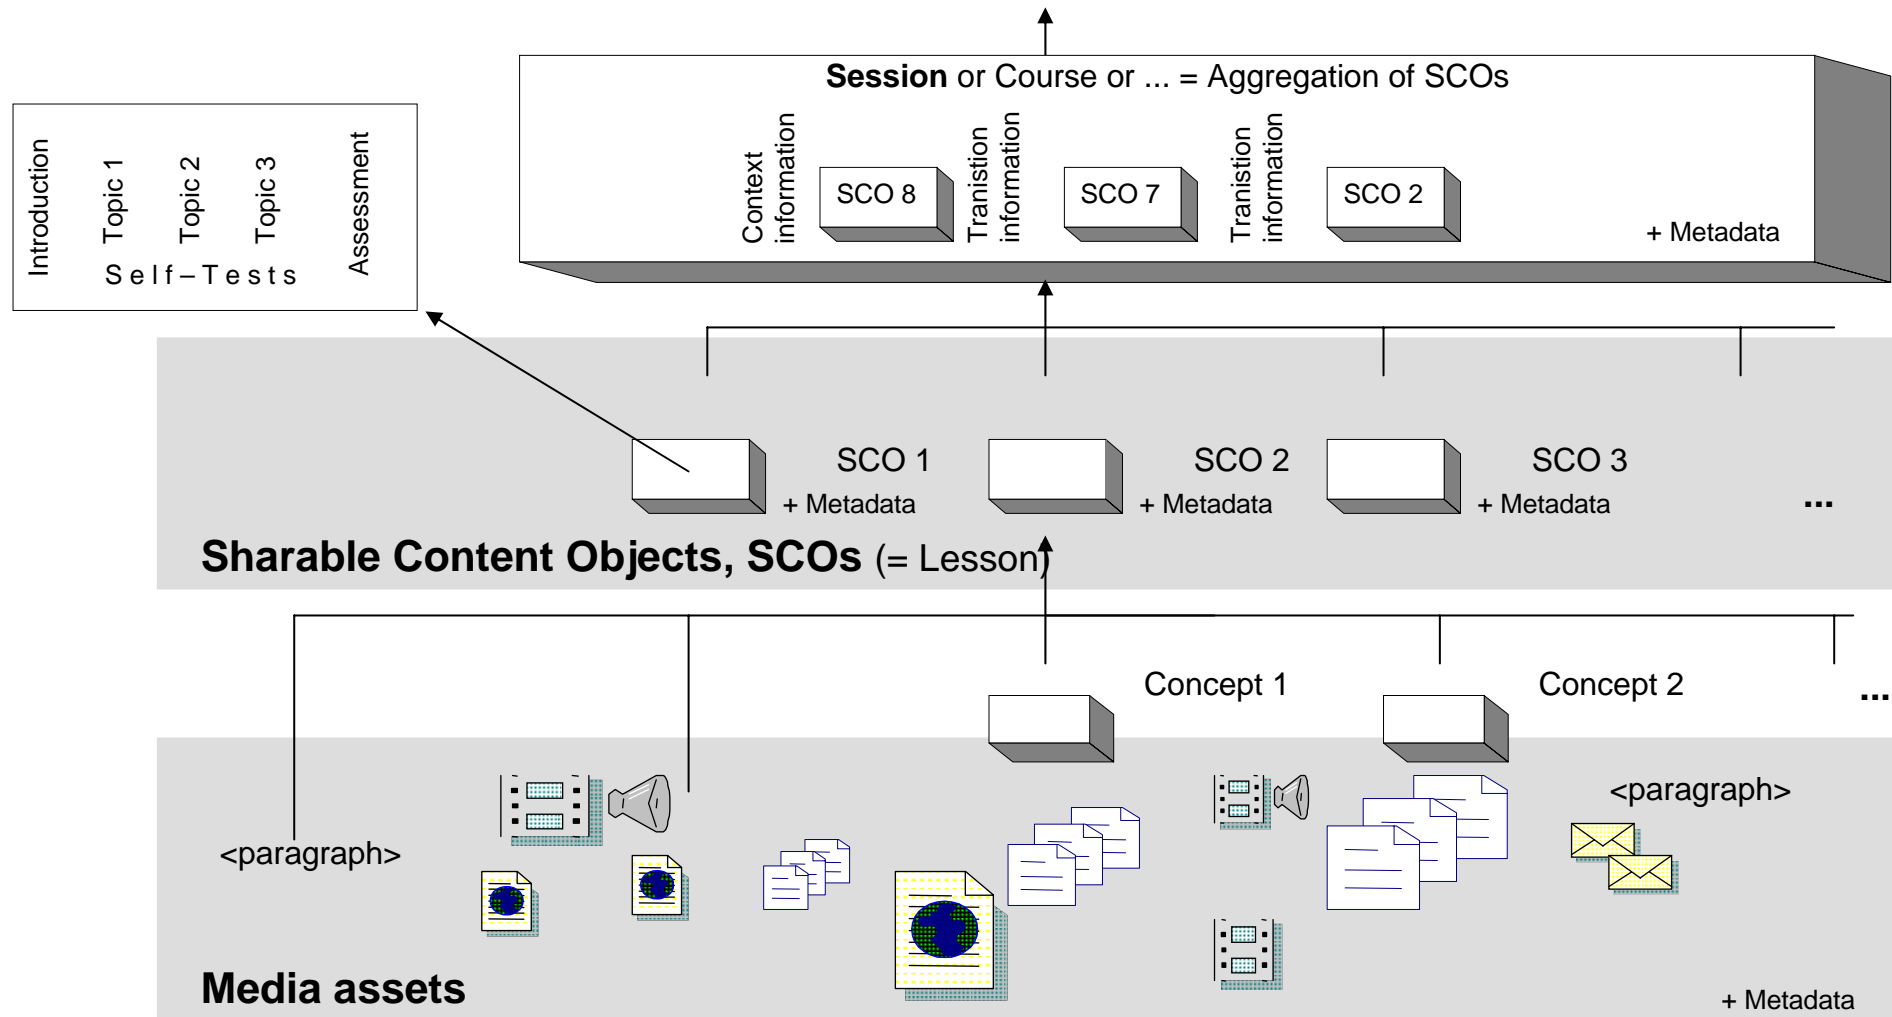 Session or Course or ... = Aggregation of SCOs
Introduction
Topic 1
Topic 2
Topic 3
Assessment
S e l f – T e s t s
Context
information
SCO 8
Tranistion
information
SCO 7
Tranistion
information
SCO 2
+ Metadata
SCO 1
+ Metadata
SCO 2
+ Metadata
SCO 3
+ Metadata
...
Sharable Content Objects, SCOs (= Lesson)
Concept 1
Concept 2
...
<paragraph>
<paragraph>
Media assets
+ Metadata